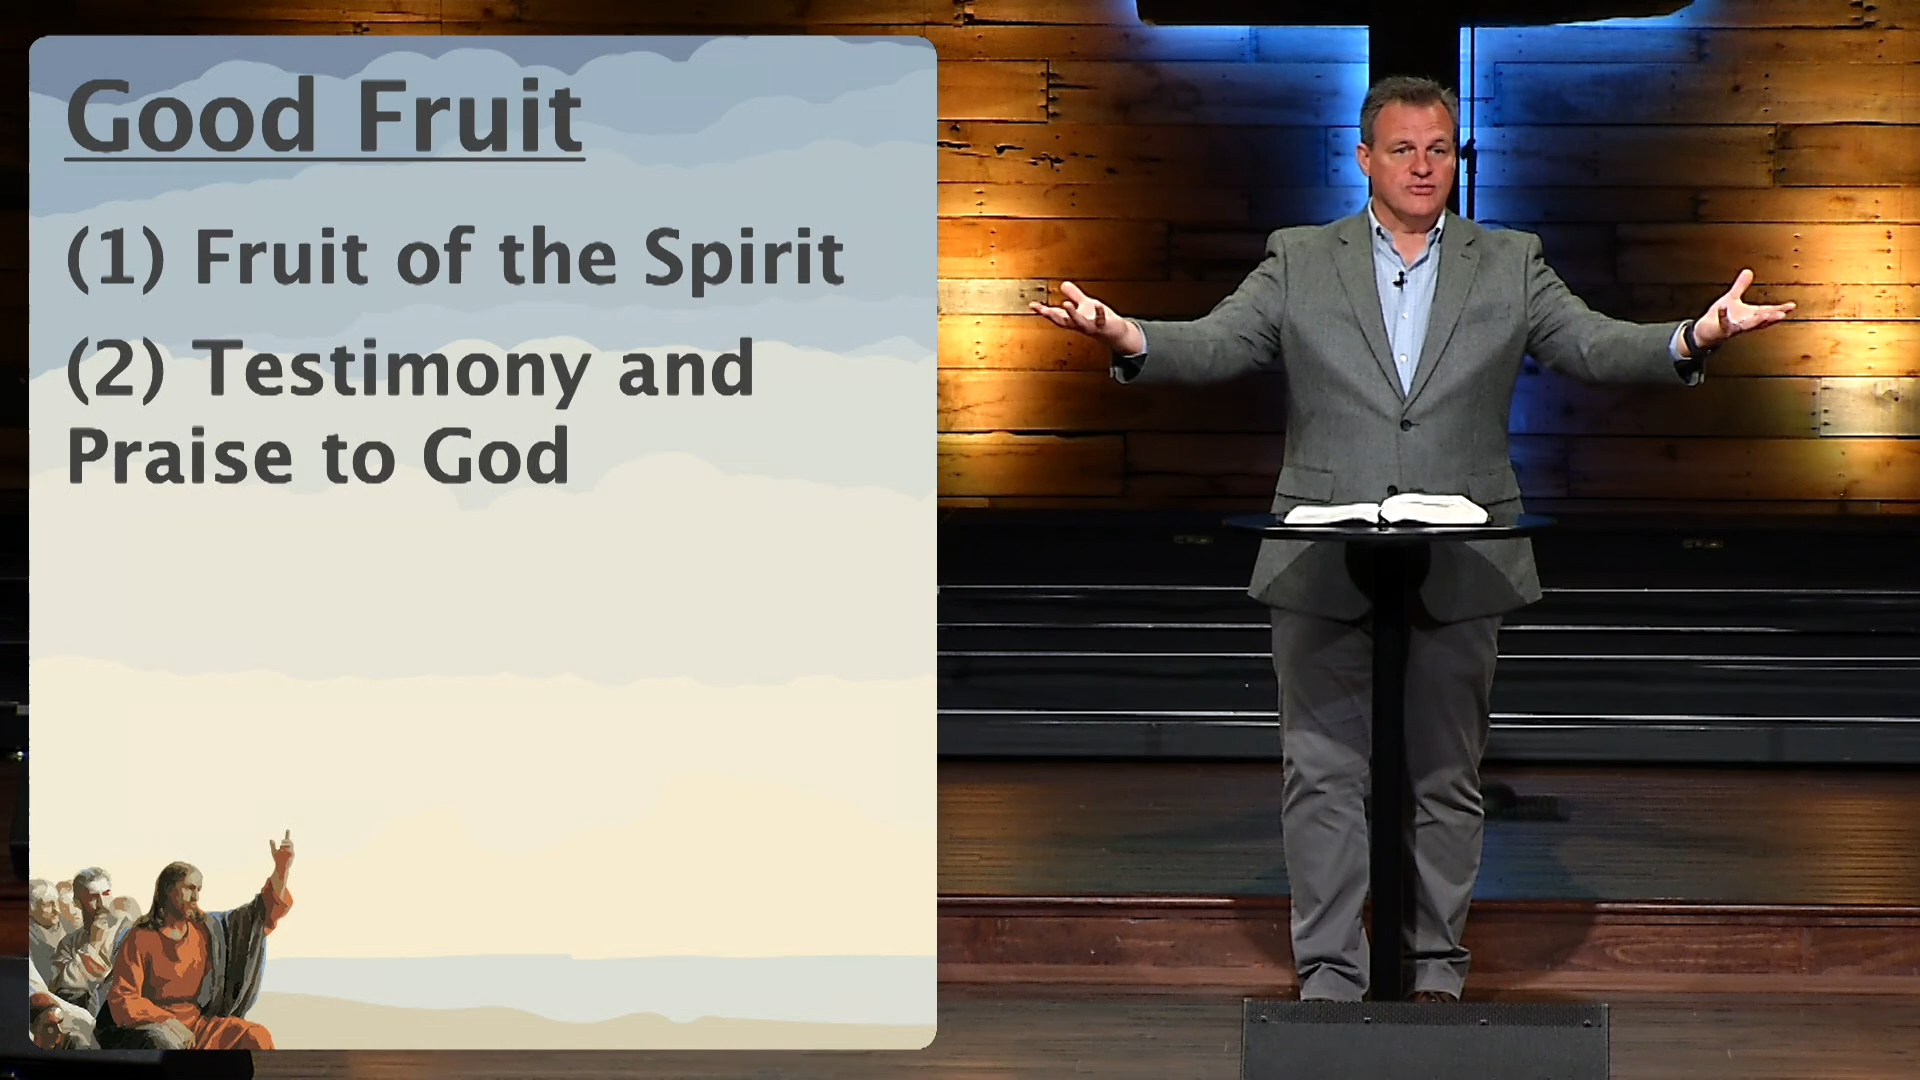 Good Fruit
(1) Fruit of the Spirit
(2) Testimony and
Praise to God